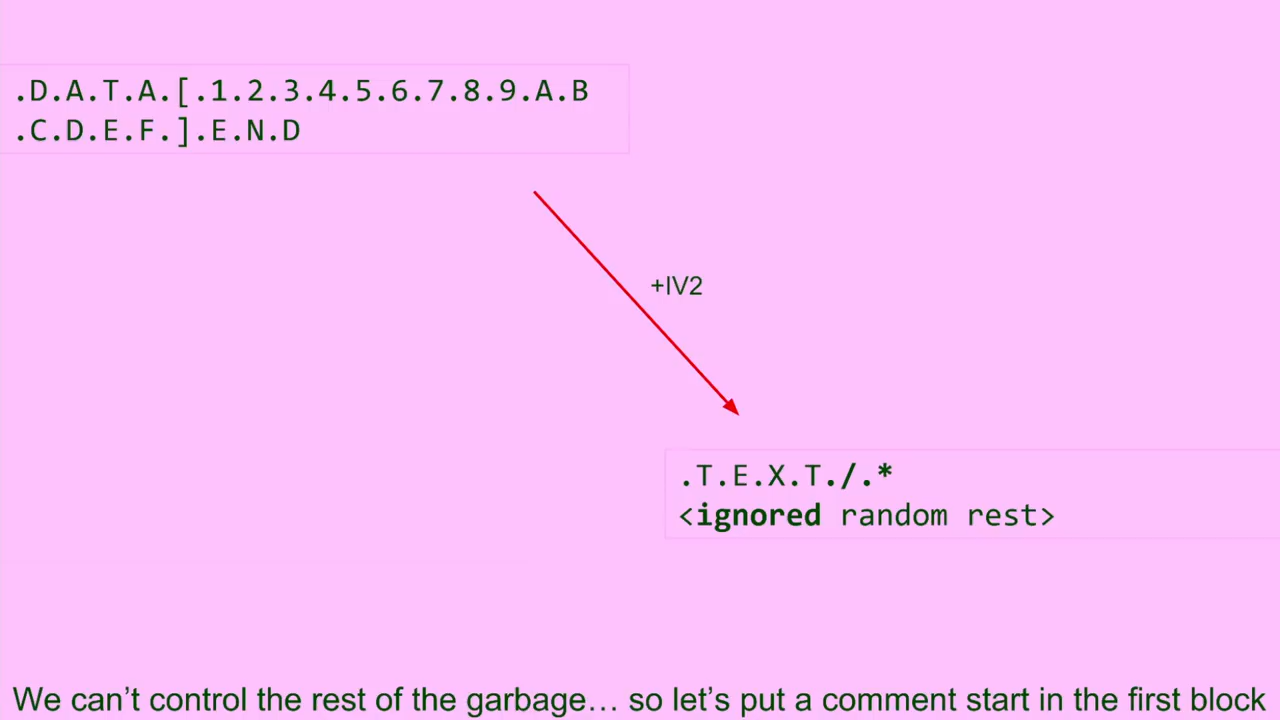 .D.A.T.A.[.1.2.3.4.5.6.7.8.9.A.B
.C.D.E.F.].E.N.D
+IV2
.T.E.X.T./.*
<ignored random rest>
We can’t control the rest of the garbage… so let’s put a comment start in the first block